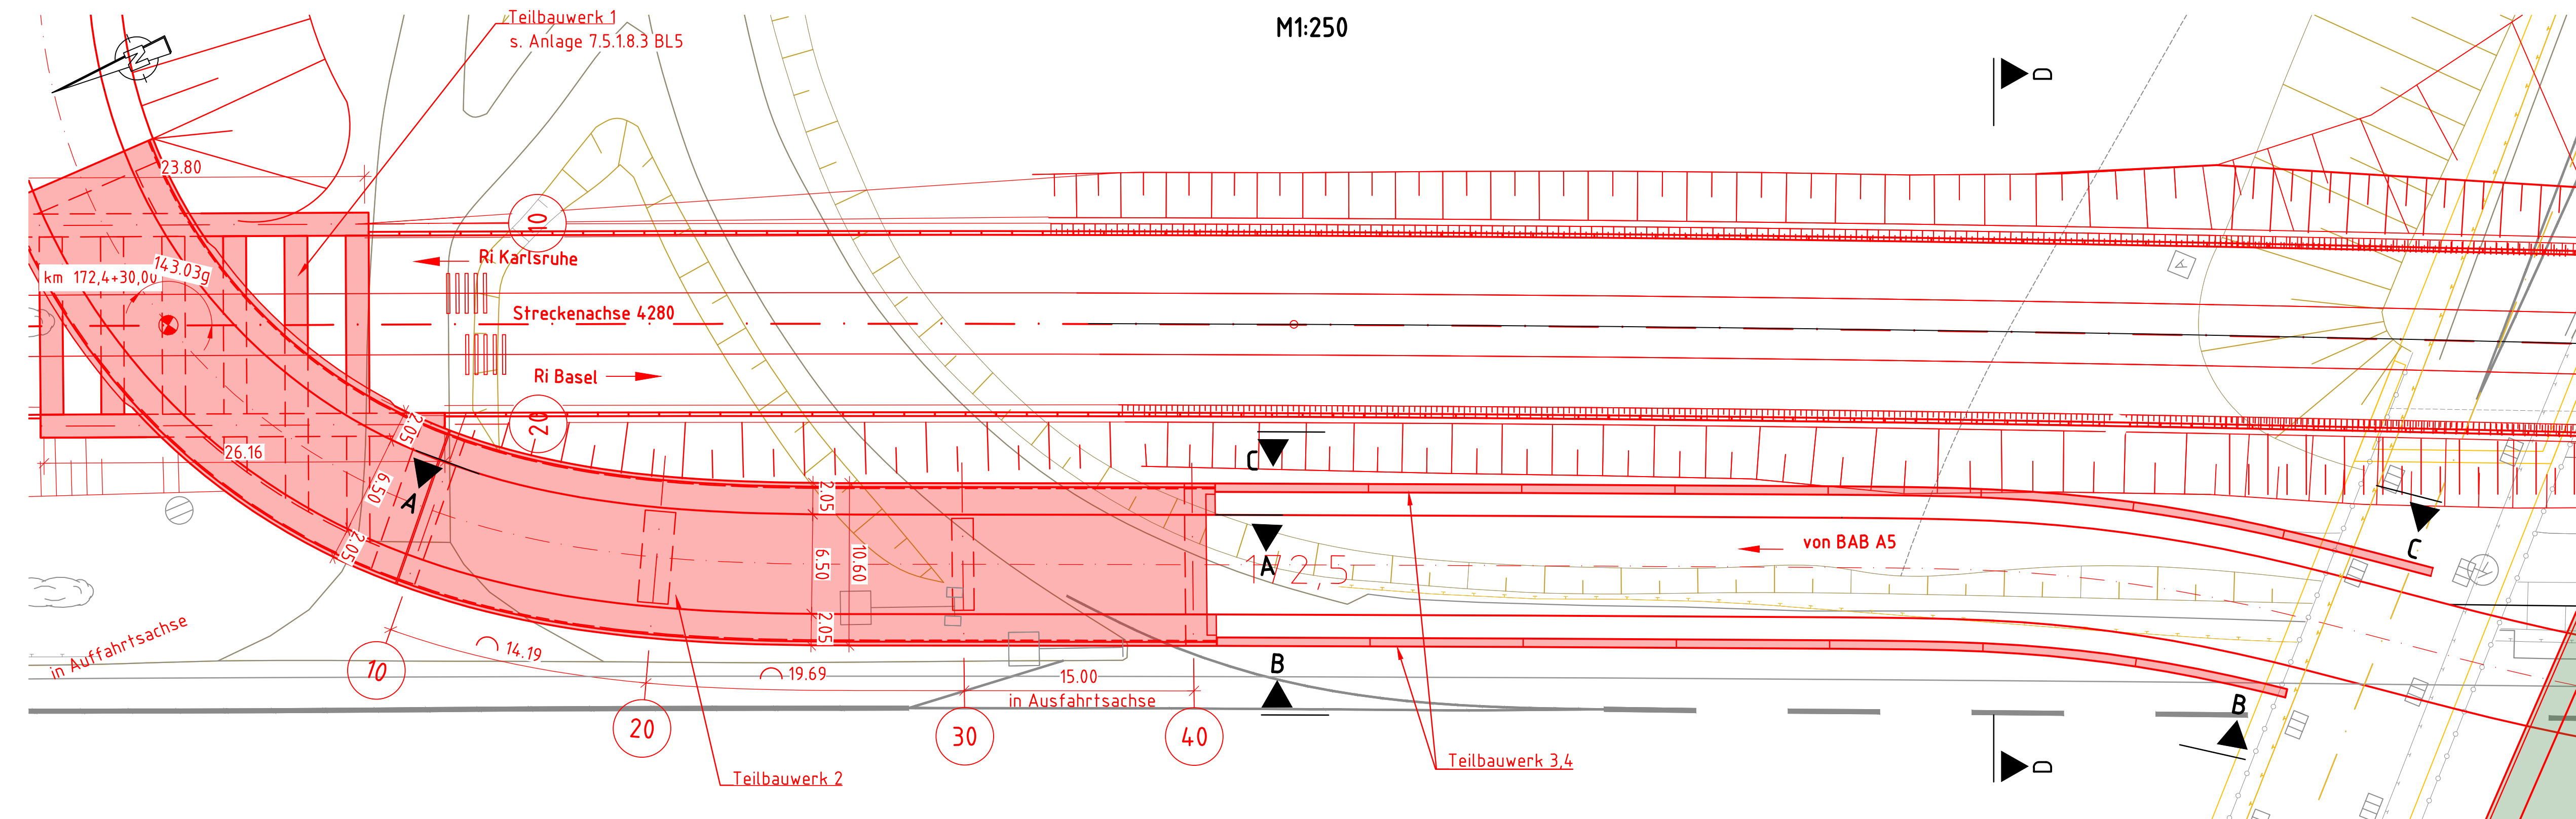 Teilbauwerk 1
s. Anlage 7.5.1.8.3 BL5
M1:250
D
N
23.80
10
Ri Karlsruhe
143.03g
km 172,4+30,00
Streckenachse 4280
Ri Basel
20
2.05
26.16
6.50
A
2.05
C
2.05
6.50
10.60
2.05
A
172,5
von BAB A5
C
in Auffahrtsachse
14.19
10
19.69
15.00
in Ausfahrtsachse
B
B
20
30
40
Teilbauwerk 2
Teilbauwerk 3,4
D